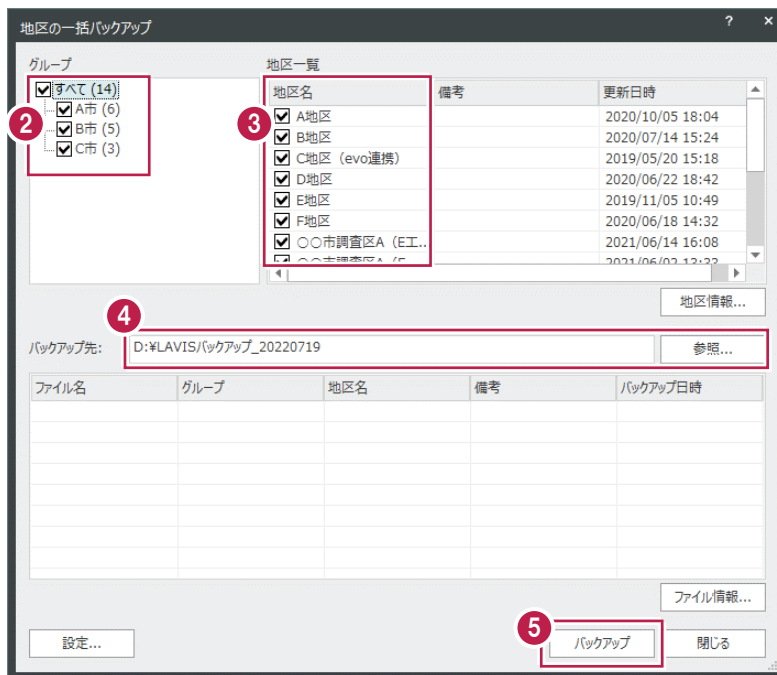 地区の一括バックアップ
? ×
グループ
すべて (14)
A市 (6)
B市 (5)
C市 (3)
2
地区一覧
地区名 備考 更新日時
3
A地区 2020/10/05 18:04
B地区 2020/07/14 15:24
C地区（evo連携） 2019/05/20 15:18
D地区 2020/06/22 18:42
E地区 2019/11/05 10:49
F地区 2020/06/18 14:32
○○市調査区A（E工... 2021/06/14 16:08
地区情報...
4
バックアップ先: D:¥LAVISバックアップ_20220719 参照...
ファイル名 グループ 地区名 備考 バックアップ日時
ファイル情報...
5
設定... バックアップ 閉じる